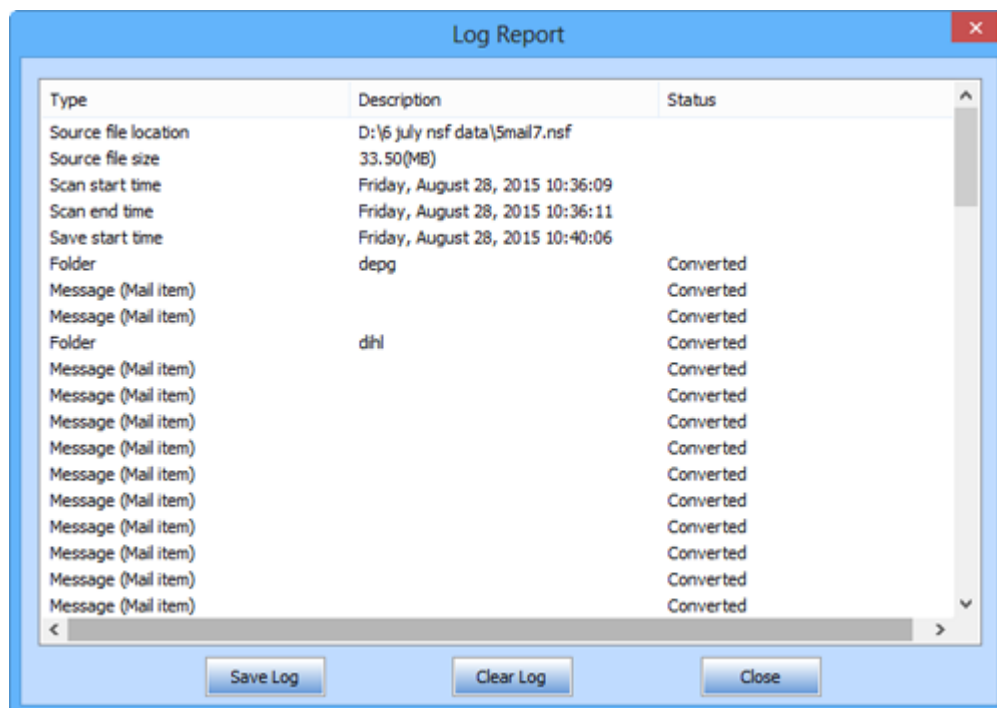 Log Report
Type Description Status
Source file location D:\6 july nsf data\5mail7.nsf
Source file size 33.50(MB)
Scan start time Friday, August 28, 2015 10:36:09
Scan end time Friday, August 28, 2015 10:36:11
Save start time Friday, August 28, 2015 10:40:06
Folder depg Converted
Message (Mail item) Converted
Message (Mail item) Converted
Folder dihl Converted
Message (Mail item) Converted
Message (Mail item) Converted
Message (Mail item) Converted
Message (Mail item) Converted
Message (Mail item) Converted
Message (Mail item) Converted
Message (Mail item) Converted
Message (Mail item) Converted
Message (Mail item) Converted
Message (Mail item) Converted
Save Log Clear Log Close